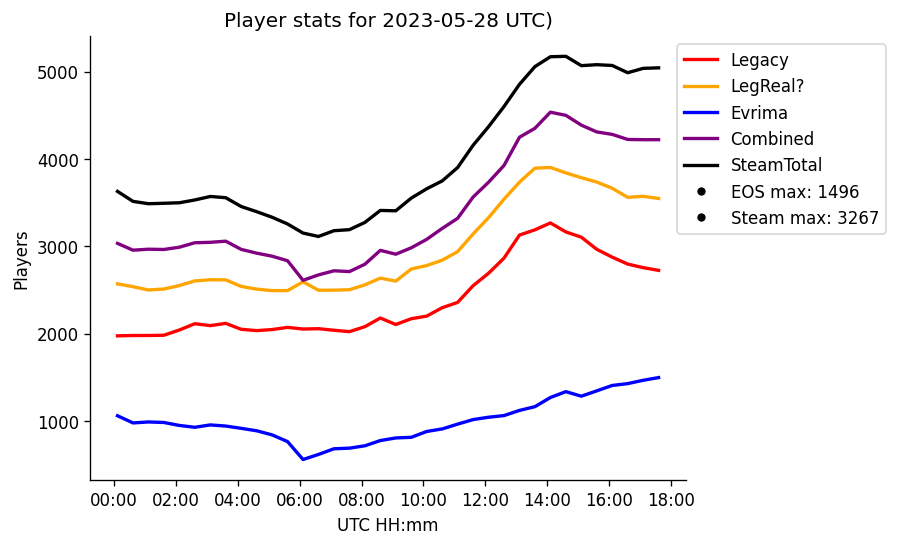 Player stats for 2023-05-28 UTC)
Legacy
LegReal?
Evrima
Combined
SteamTotal
EOS max: 1496
Steam max: 3267
Players
5000
4000
3000
2000
1000
00:00 02:00 04:00 06:00 08:00 10:00 12:00 14:00 16:00 18:00
UTC HH:mm